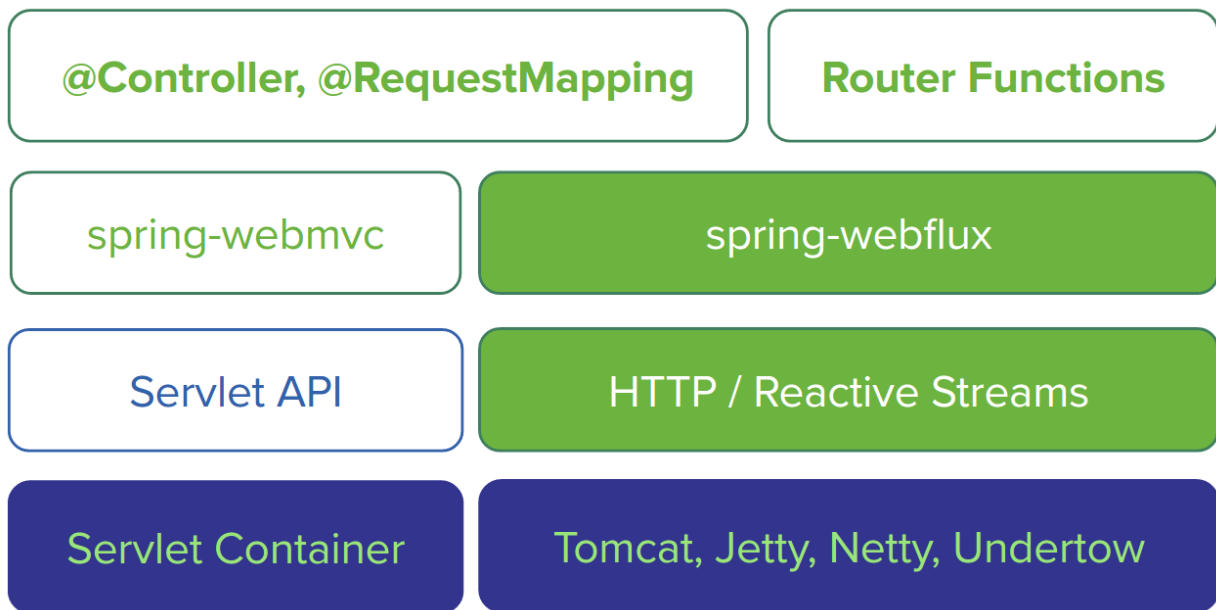 @Controller, @RequestMapping
Router Functions
spring-webmvc
spring-webflux
Servlet API
HTTP / Reactive Streams
Servlet Container
Tomcat, Jetty, Netty, Undertow